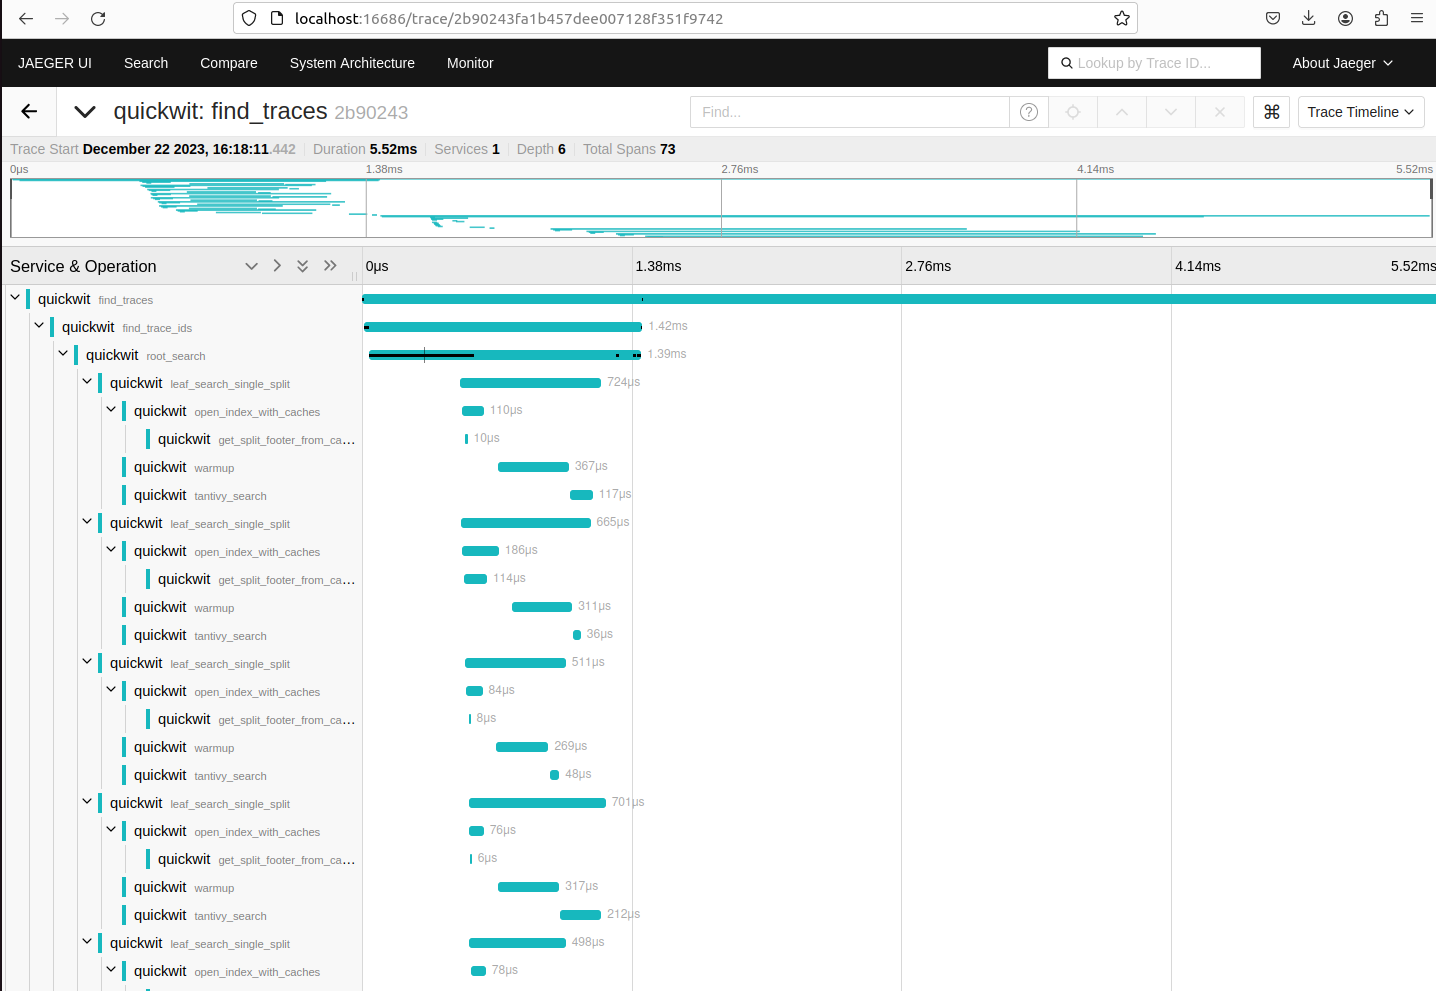 localhost:16686/trace/2b90243fa1b457dee007128f351f9742
JAEGER UI Search Compare System Architecture Monitor Lookup by Trace ID... About Jaeger
quickwit: find_traces 2b90243 Find... ? ⌘ Trace Timeline
Trace Start December 22 2023, 16:18:11.442 Duration 5.52ms Services 1 Depth 6 Total Spans 73
0μs 1.38ms 2.76ms 4.14ms 5.52ms
Service & Operation 0μs 1.38ms 2.76ms 4.14ms 5.52ms
quickwit find_traces
quickwit find_trace_ids 1.42ms
quickwit root_search 1.39ms
quickwit leaf_search_single_split 724μs
quickwit open_index_with_caches 110μs
quickwit get_split_footer_from_ca... 10μs
quickwit warmup 367μs
quickwit tantivy_search 117μs
quickwit leaf_search_single_split 665μs
quickwit open_index_with_caches 186μs
quickwit get_split_footer_from_ca... 114μs
quickwit warmup 311μs
quickwit tantivy_search 36μs
quickwit leaf_search_single_split 511μs
quickwit open_index_with_caches 84μs
quickwit get_split_footer_from_ca... 8μs
quickwit warmup 269μs
quickwit tantivy_search 48μs
quickwit leaf_search_single_split 701μs
quickwit open_index_with_caches 76μs
quickwit get_split_footer_from_ca... 6μs
quickwit warmup 317μs
quickwit tantivy_search 212μs
quickwit leaf_search_single_split 498μs
quickwit open_index_with_caches 78μs